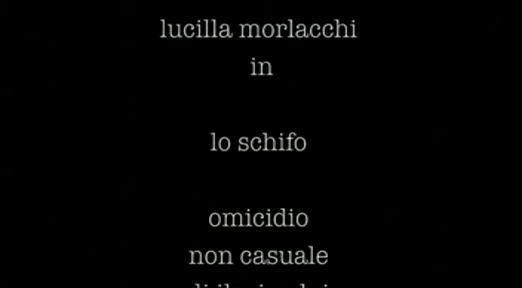 lucilla morlacchi
in
lo schifo
omicidio
non casuale